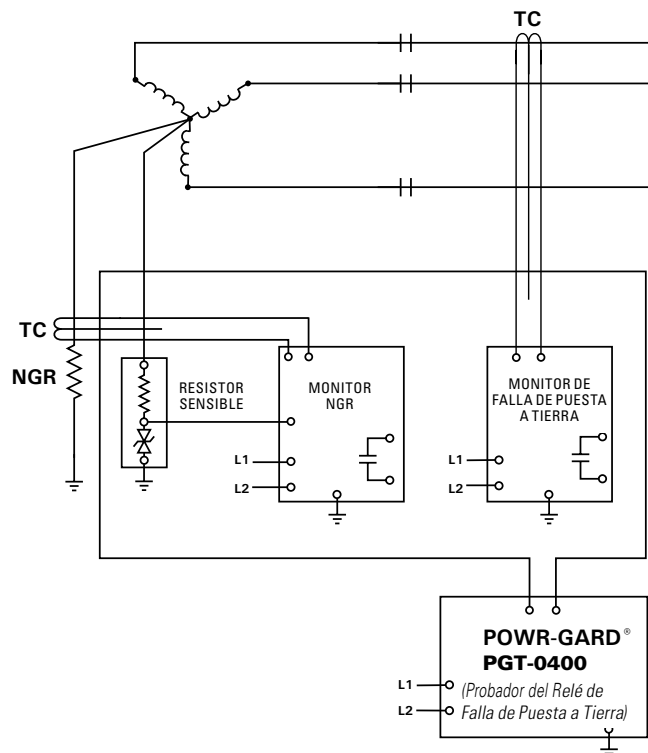 TC
TC
NGR
RESISTOR
SENSIBLE
MONITOR
NGR
L1
L2
MONITOR DE
FALLA DE PUESTA
A TIERRA
L1
L2
POWR-GARD®
PGT-0400
(Probador del Relé de
Falla de Puesta a Tierra)
L1
L2